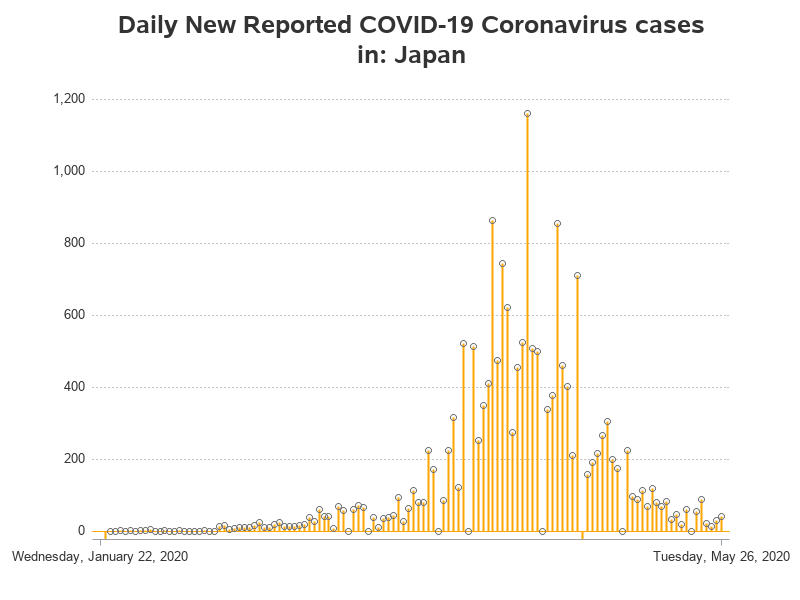 Daily New Reported COVID-19 Coronavirus cases
in: Japan
1,200
1,000
800
600
400
200
0
Wednesday, January 22, 2020
Tuesday, May 26, 2020